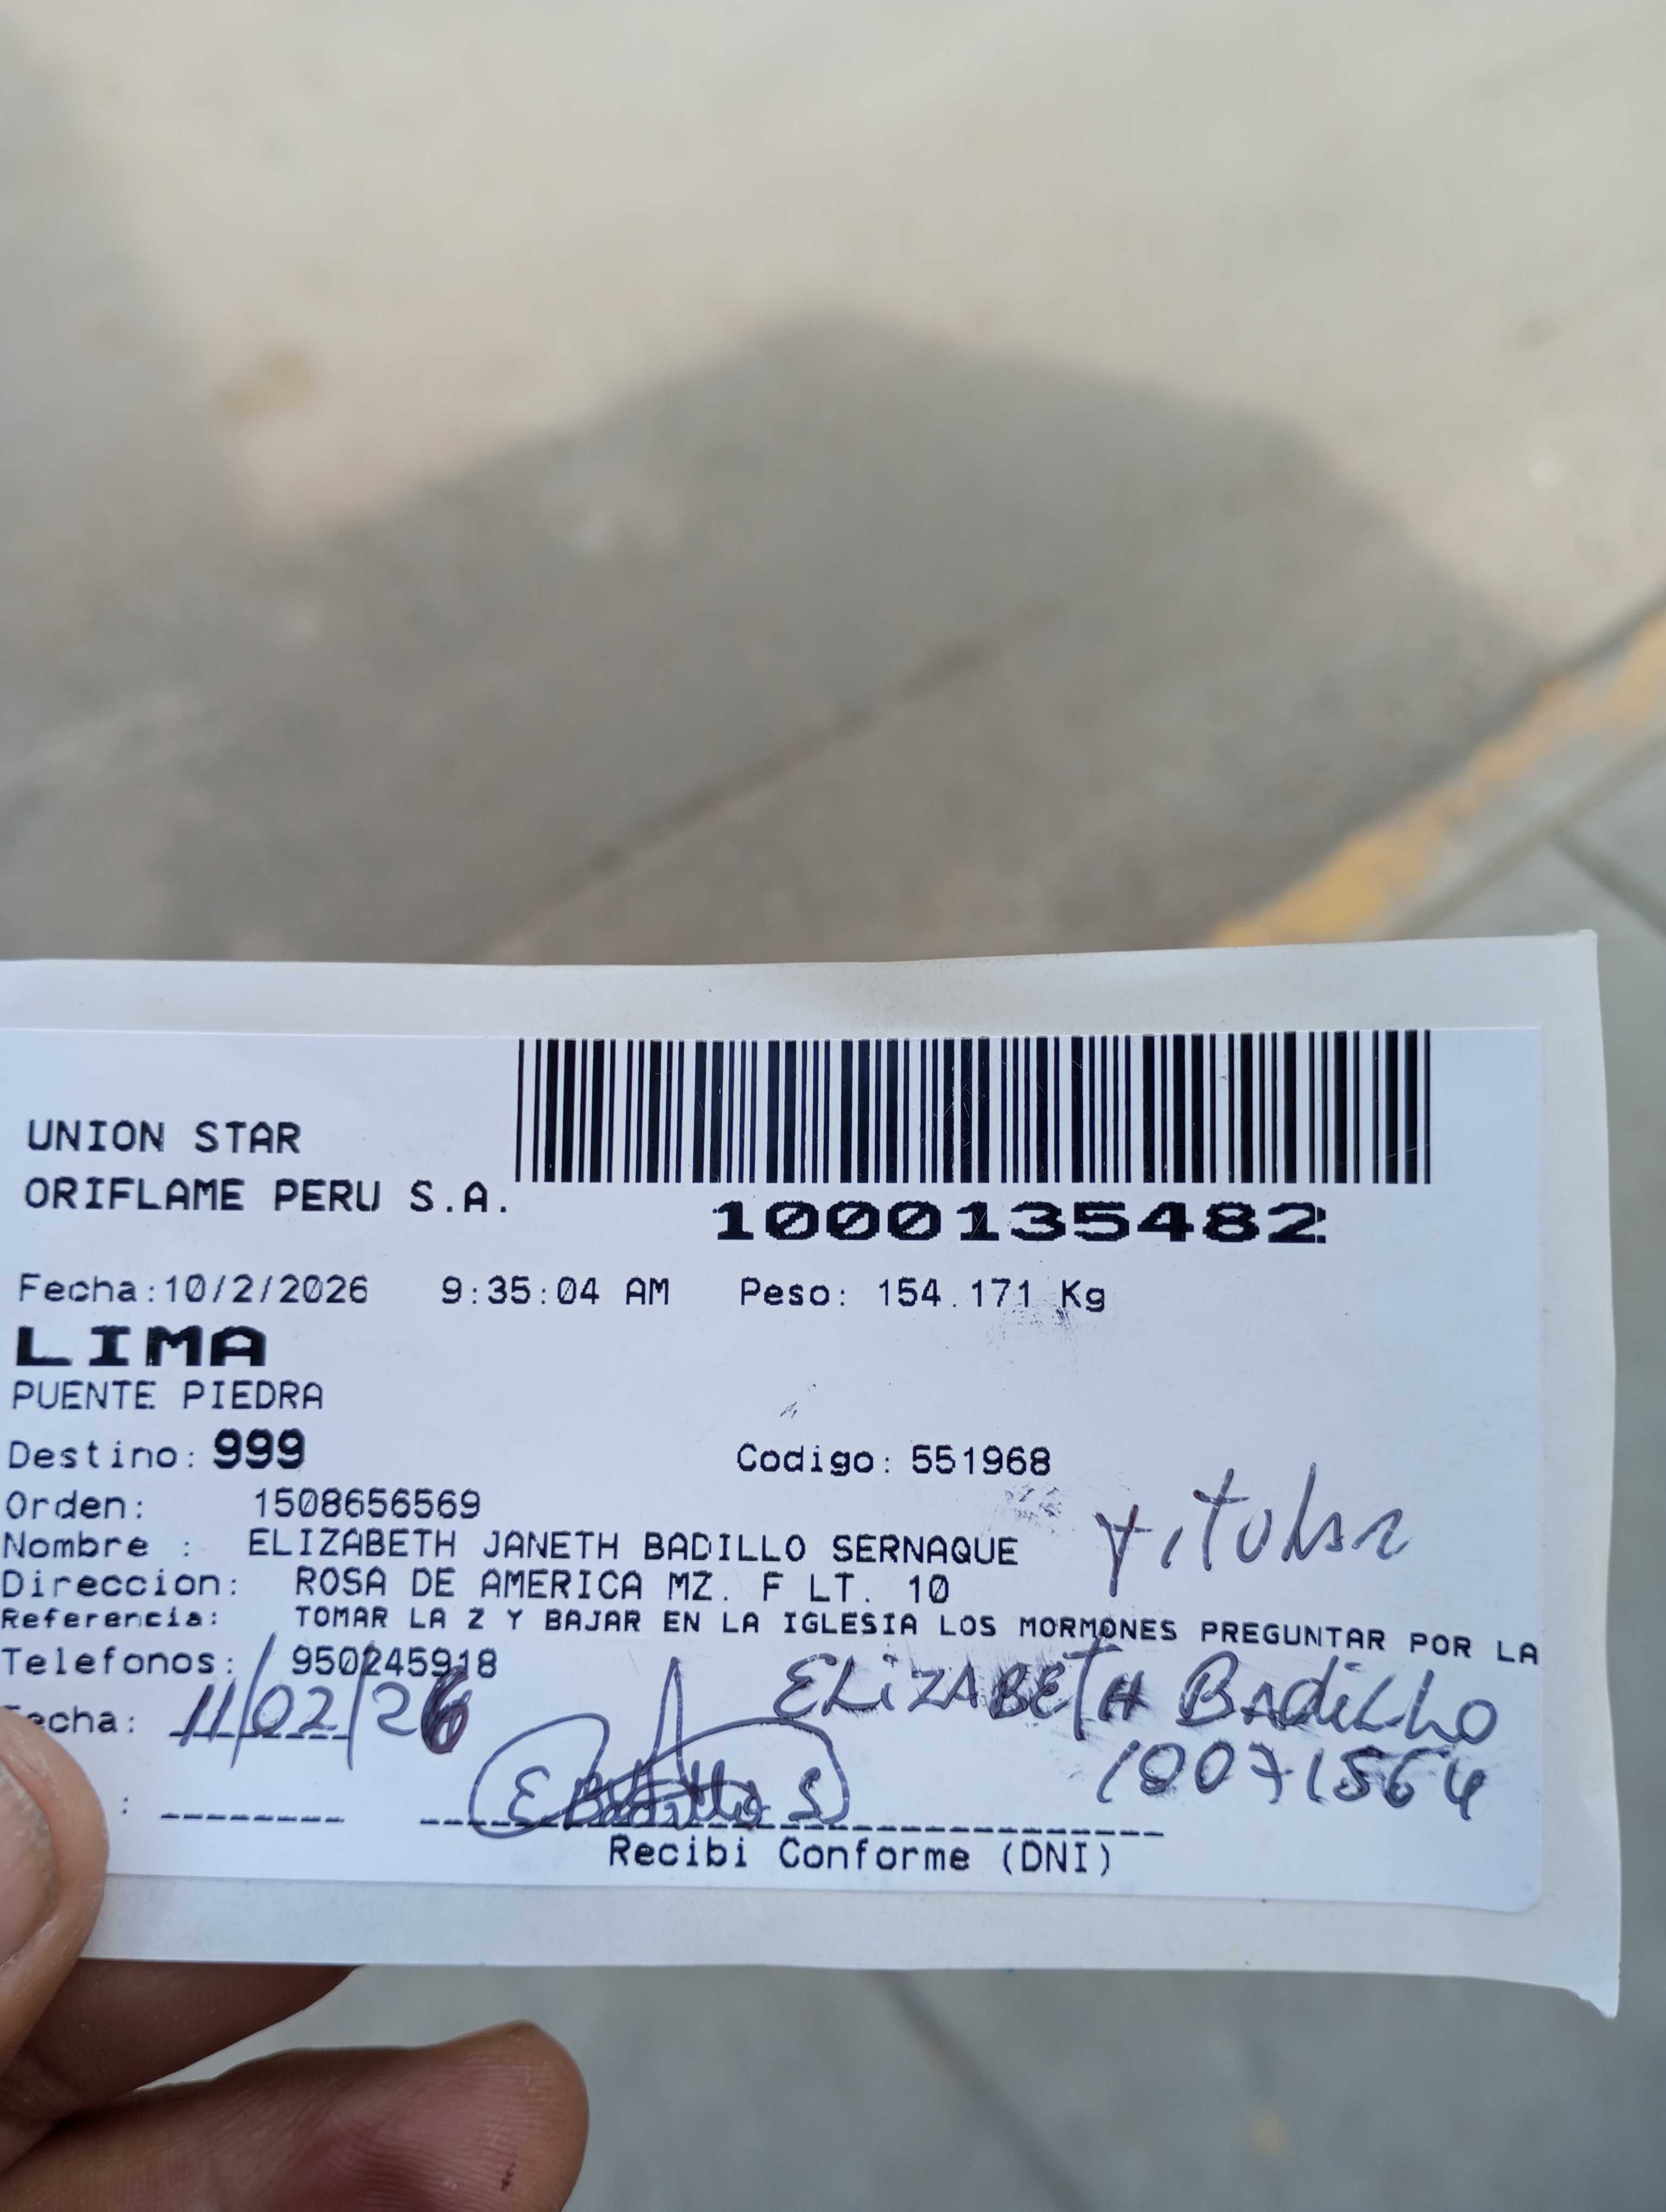 UNION STAR
ORIFLAME PERU S.A.
1000135482
Fecha:10/2/2026 9:35:04 AM Peso: 154.171 Kg
LIMA
PUENTE PIEDRA
Destino: 999 Codigo: 551968
Orden: 1508656569
Nombre : ELIZABETH JANETH BADILLO SERNAQUE titular
Direccion: ROSA DE AMERICA MZ. F LT. 10
Referencia: TOMAR LA Z Y BAJAR EN LA IGLESIA LOS MORMONES PREGUNTAR POR LA
Telefonos: 950245918
ELIZABETH Badillo
echa: 11/02/26
10071564
: E Badillo S
Recibi Conforme (DNI)